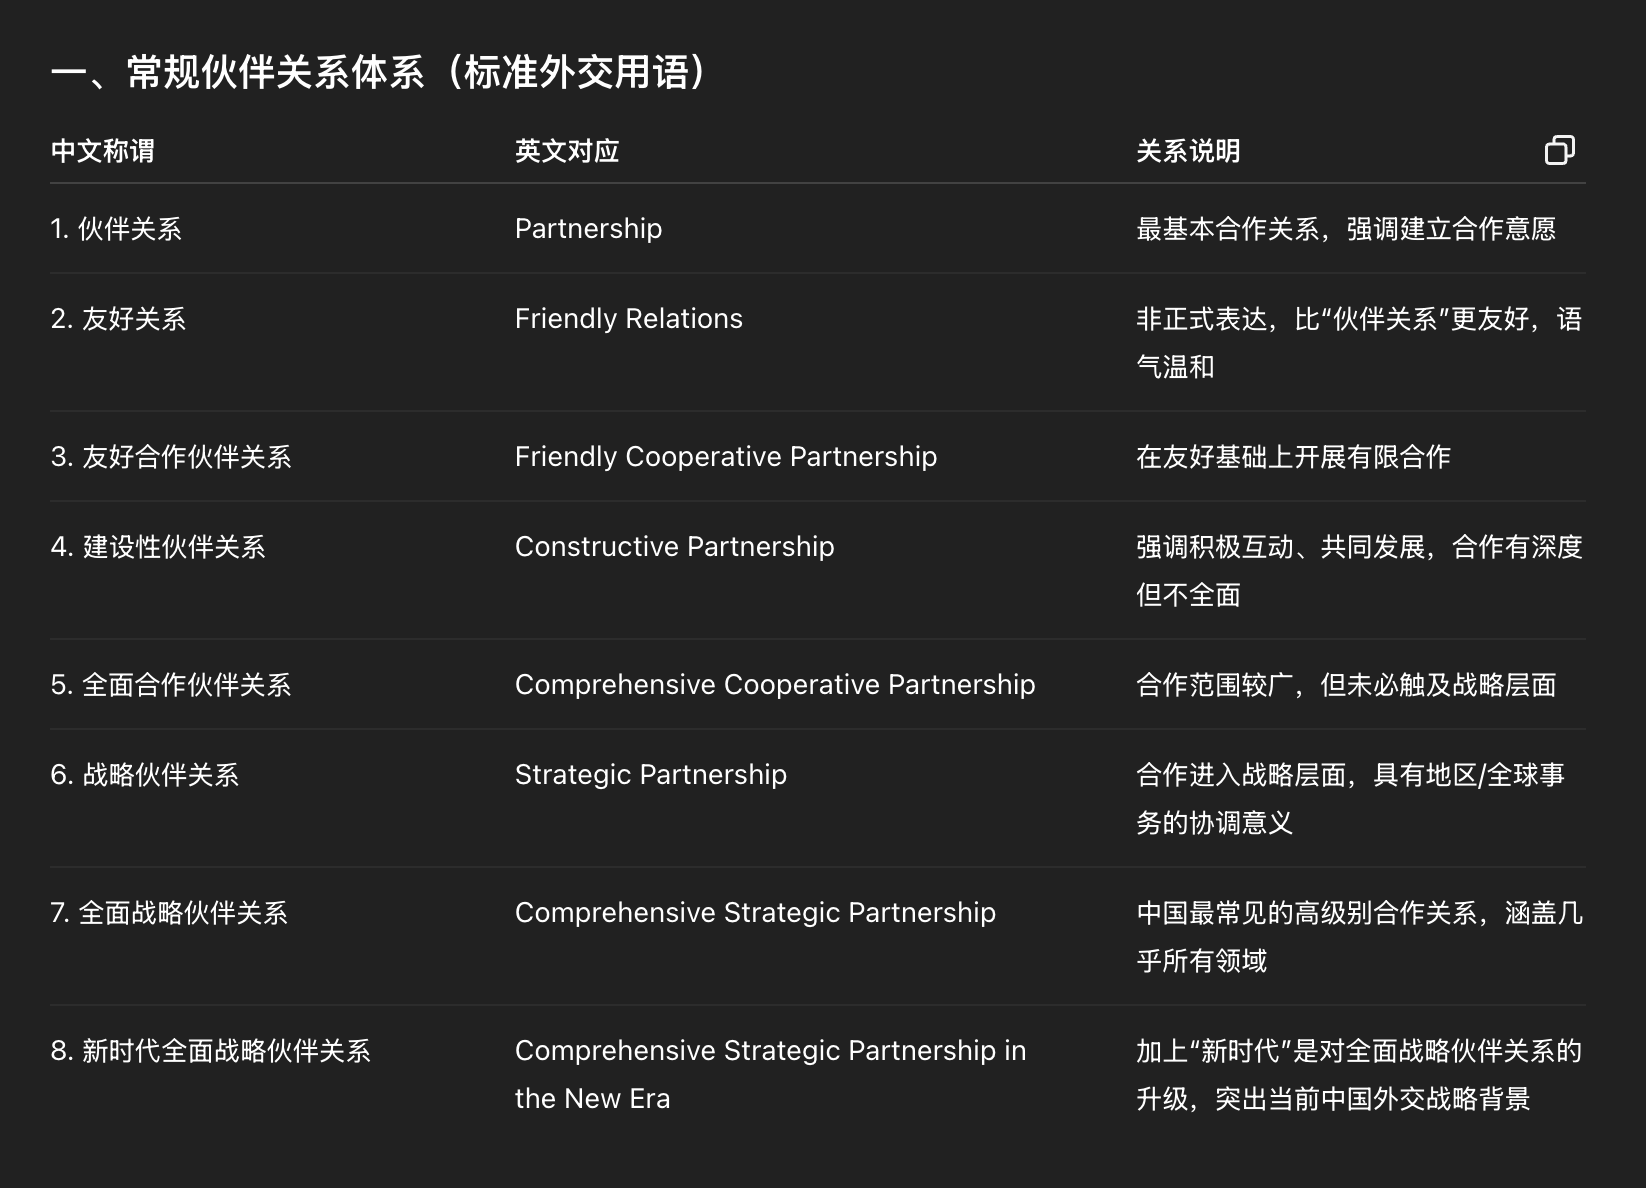 一、常规伙伴关系体系（标准外交用语）
中文称谓 英文对应 关系说明
1. 伙伴关系 Partnership 最基本合作关系，强调建立合作意愿
2. 友好关系 Friendly Relations 非正式表达，比“伙伴关系”更友好，语
气温和
3. 友好合作伙伴关系 Friendly Cooperative Partnership 在友好基础上开展有限合作
4. 建设性伙伴关系 Constructive Partnership 强调积极互动、共同发展，合作有深度
但不全面
5. 全面合作伙伴关系 Comprehensive Cooperative Partnership 合作范围较广，但未必触及战略层面
6. 战略伙伴关系 Strategic Partnership 合作进入战略层面，具有地区/全球事
务的协调意义
7. 全面战略伙伴关系 Comprehensive Strategic Partnership 中国最常见的高级别合作关系，涵盖几
乎所有领域
8. 新时代全面战略伙伴关系 Comprehensive Strategic Partnership in 加上“新时代”是对全面战略伙伴关系的
the New Era 升级，突出当前中国外交战略背景